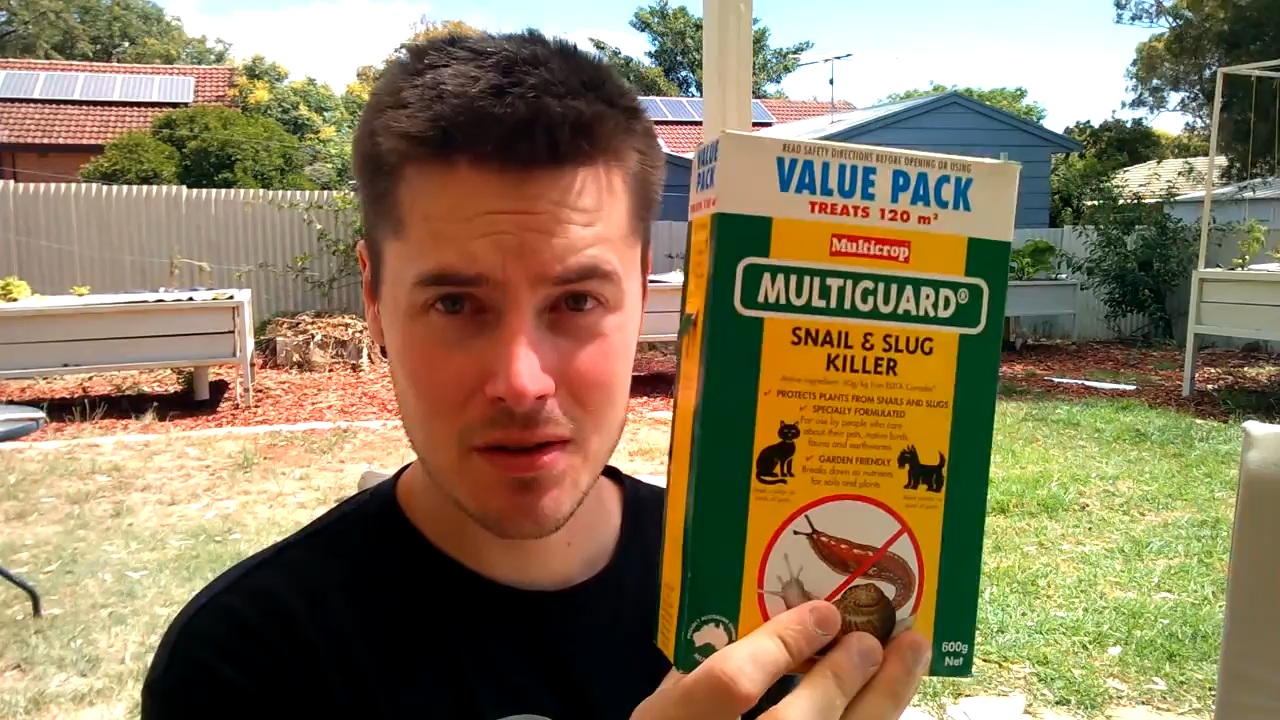 READ SAFETY DIRECTIONS BEFORE OPENING OR USING
VALUE PACK
TREATS 120 m²
VALUE
PACK
Multicrop
MULTIGUARD®
SNAIL & SLUG
KILLER
✓ PROTECTS PLANTS FROM SNAILS AND SLUGS
✓ SPECIALLY FORMULATED
For use by people who care
about their pets, native birds,
fauna and earthworms
✓ GARDEN FRIENDLY
Breaks down as nutrients
for soils and plants
600g
Net